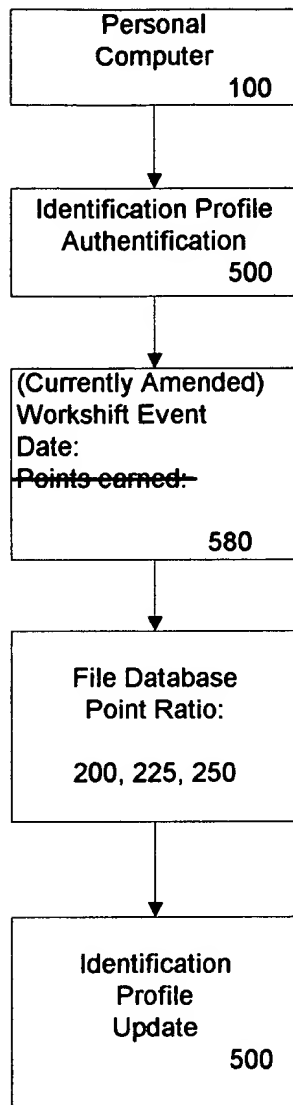 Personal
Computer
100
Identification Profile
Authentification
500
(Currently Amended)
Workshift Event
Date:
Points earned:
580
File Database
Point Ratio:
200, 225, 250
Identification
Profile
Update
500